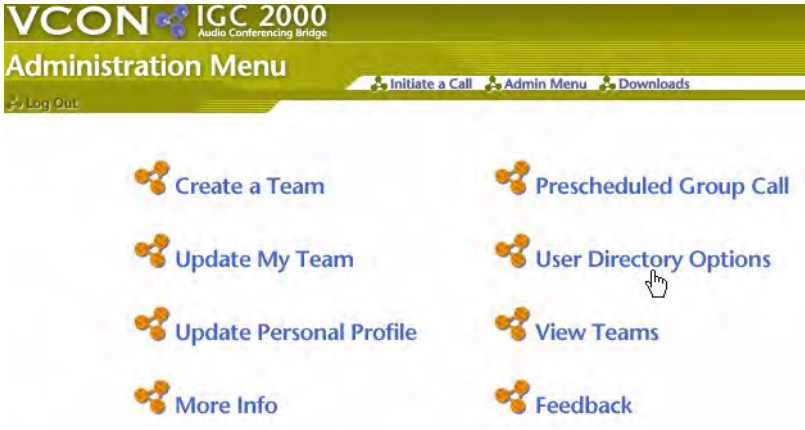 VCON IGC 2000
Audio Conferencing Bridge
Administration Menu
Initiate a Call Admin Menu Downloads
Log Out
Create a Team Prescheduled Group Call
Update My Team User Directory Options
Update Personal Profile View Teams
More Info Feedback